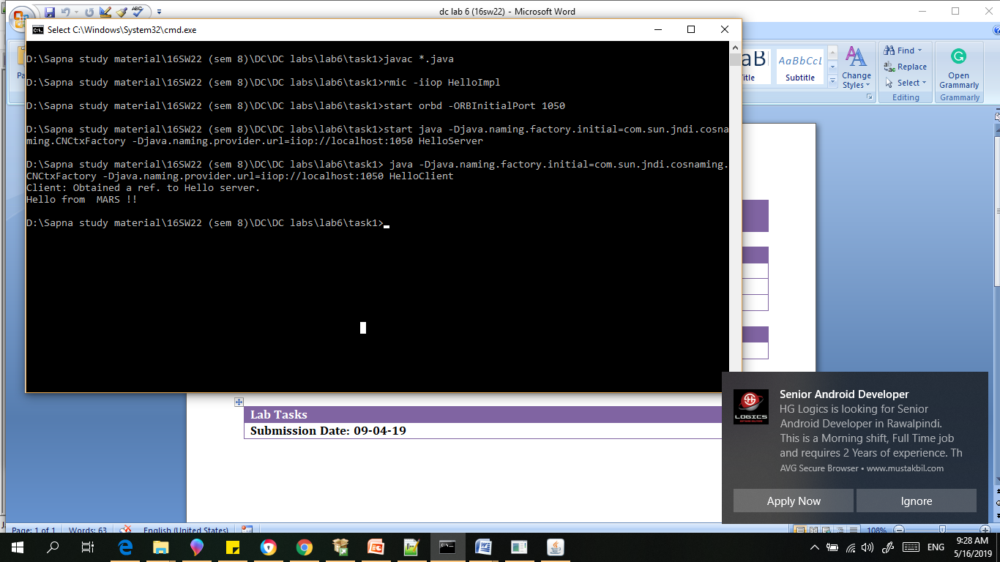 dc lab 6 (16sw22) - Microsoft Word
Select C:\Windows\System32\cmd.exe
D:\Sapna study material\16SW22 (sem 8)\DC\DC labs\lab6\task1>javac *.java
D:\Sapna study material\16SW22 (sem 8)\DC\DC labs\lab6\task1>rmic -iiop HelloImpl
D:\Sapna study material\16SW22 (sem 8)\DC\DC labs\lab6\task1>start orbd -ORBInitialPort 1050
D:\Sapna study material\16SW22 (sem 8)\DC\DC labs\lab6\task1>start java -Djava.naming.factory.initial=com.sun.jndi.cosna
ming.CNCtxFactory -Djava.naming.provider.url=iiop://localhost:1050 HelloServer
D:\Sapna study material\16SW22 (sem 8)\DC\DC labs\lab6\task1> java -Djava.naming.factory.initial=com.sun.jndi.cosnaming.
CNCtxFactory -Djava.naming.provider.url=iiop://localhost:1050 HelloClient
Client: Obtained a ref. to Hello server.
Hello from  MARS !!
D:\Sapna study material\16SW22 (sem 8)\DC\DC labs\lab6\task1>
AaBbCcI
Subtitle
Change
Styles
Find
Replace
Select
Editing
Open
Grammarly
Grammarly
Lab Tasks
Submission Date: 09-04-19
Senior Android Developer
HG Logics is looking for Senior
Android Developer in Rawalpindi.
This is a Morning shift, Full Time job
and requires 2 Years of experience. Th
AVG Secure Browser • www.mustakbil.com
Apply Now
Ignore
LOGICS
Page: 1 of 1
Words: 63
English (United States)
108%
ENG
9:28 AM
5/16/2019